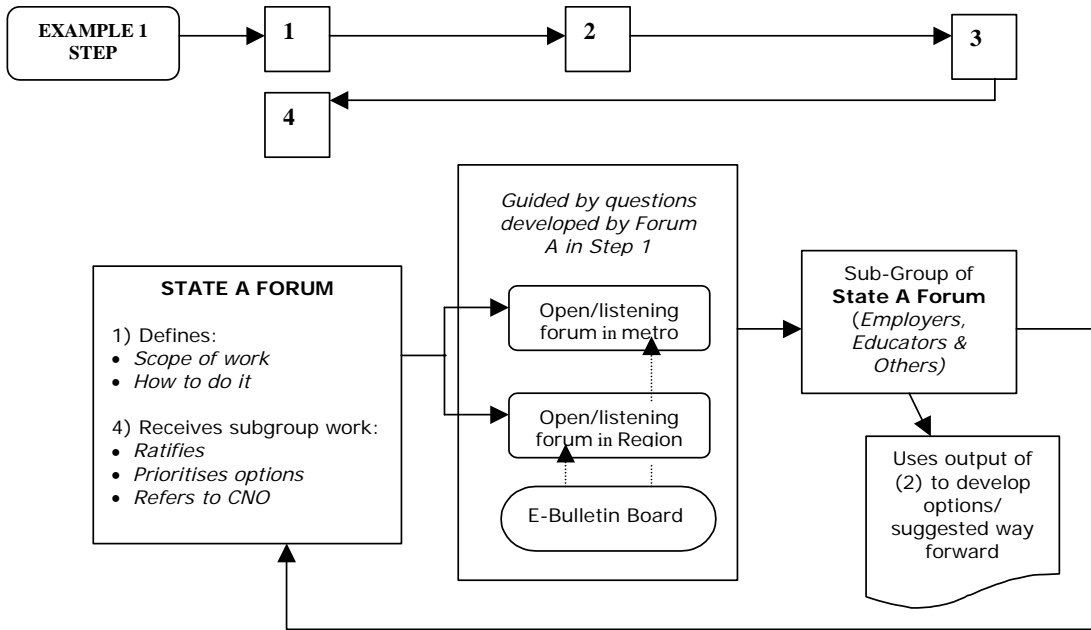 EXAMPLE 1
STEP
1
2
3
4
STATE A FORUM
1) Defines:
• Scope of work
• How to do it
4) Receives subgroup work:
• Ratifies
• Prioritises options
• Refers to CNO
Guided by questions
developed by Forum
A in Step 1
Open/listening
forum in metro
Open/listening
forum in Region
E-Bulletin Board
Sub-Group of
State A Forum
(Employers,
Educators &
Others)
Uses output of
(2) to develop
options/
suggested way
forward